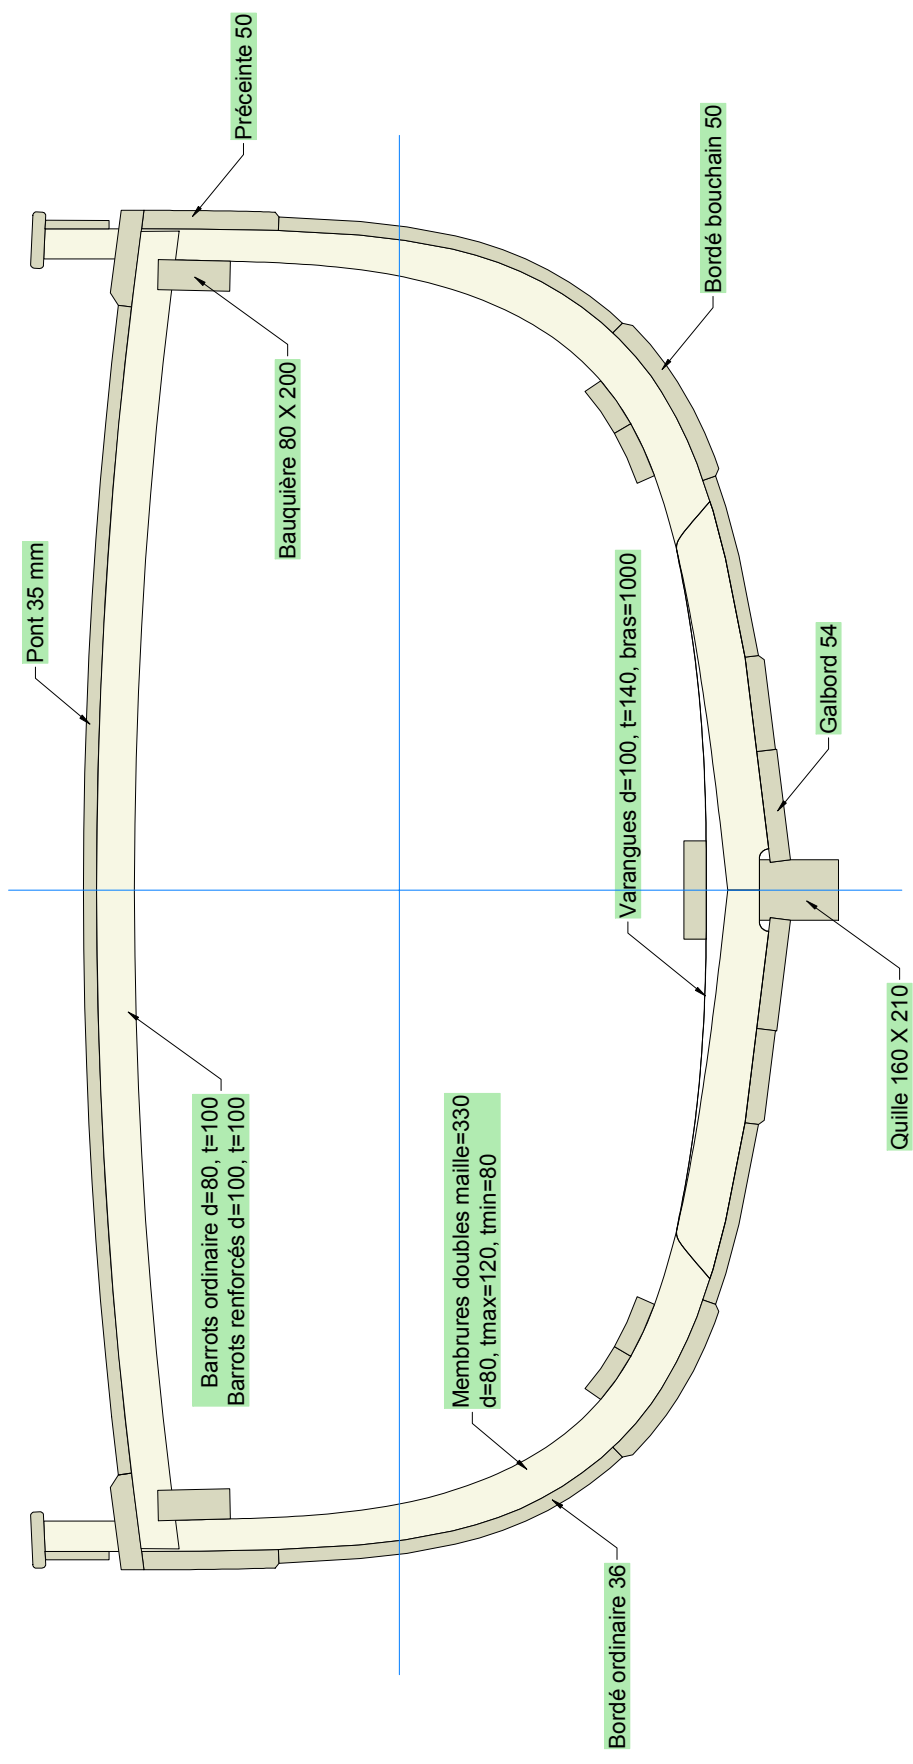 Préceinte 50
Bordé bouchain 50
Bauquière 80 X 200
Pont 35 mm
Varangues d=100, t=140, bras=1000
Galbord 54
Barrots ordinaire d=80, t=100
Barrots renforcés d=100, t=100
Membrures doubles maille=330
d=80, tmax=120, tmin=80
Quille 160 X 210
Bordé ordinaire 36